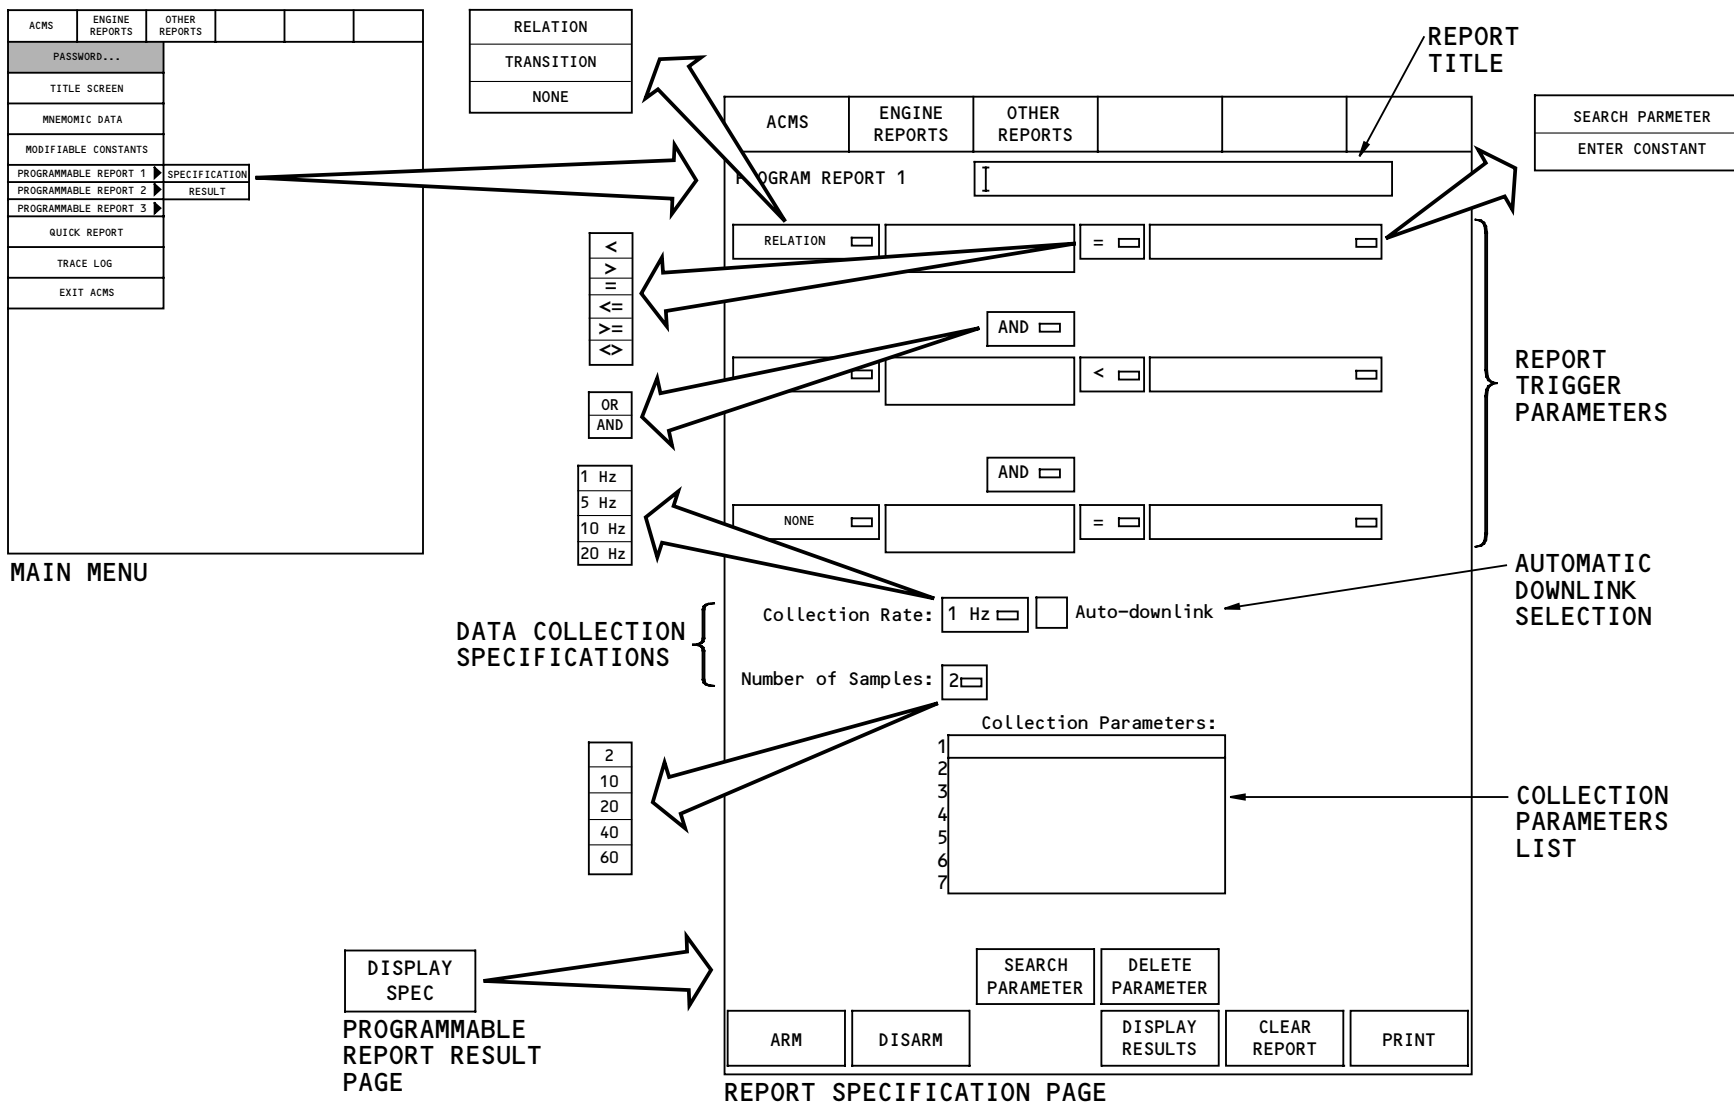 ACMS
ENGINE
REPORTS
OTHER
REPORTS
PASSWORD...
TITLE SCREEN
MNEMOMIC DATA
MODIFIABLE CONSTANTS
PROGRAMMABLE REPORT 1
SPECIFICATION
PROGRAMMABLE REPORT 2
RESULT
PROGRAMMABLE REPORT 3
QUICK REPORT
TRACE LOG
EXIT ACMS
MAIN MENU
RELATION
TRANSITION
NONE
REPORT
TITLE
SEARCH PARMETER
ENTER CONSTANT
ACMS
ENGINE
REPORTS
OTHER
REPORTS
OGRAM REPORT 1
RELATION
=
<
>
=
<=
>=
<>
AND
<
OR
AND
REPORT
TRIGGER
PARAMETERS
AND
NONE
=
1 Hz
5 Hz
10 Hz
20 Hz
AUTOMATIC
DOWNLINK
SELECTION
Collection Rate:
1 Hz
Auto-downlink
DATA COLLECTION
SPECIFICATIONS
Number of Samples:
2
2
10
20
40
60
Collection Parameters:
1
2
3
4
5
6
7
COLLECTION
PARAMETERS
LIST
DISPLAY
SPEC
PROGRAMMABLE
REPORT RESULT
PAGE
SEARCH
PARAMETER
DELETE
PARAMETER
ARM
DISARM
DISPLAY
RESULTS
CLEAR
REPORT
PRINT
REPORT SPECIFICATION PAGE